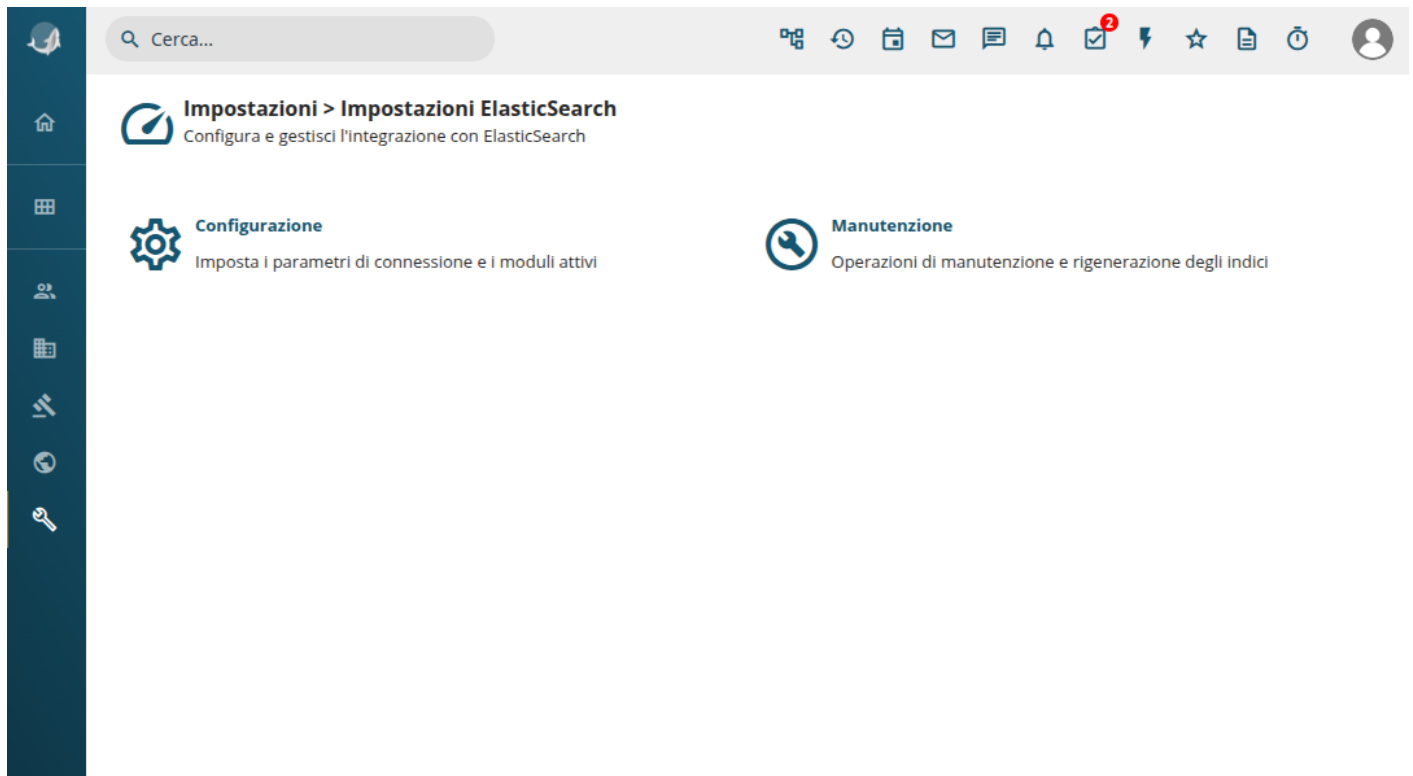 Cerca...
2
Impostazioni > Impostazioni ElasticSearch
Configura e gestisci l'integrazione con ElasticSearch
Configurazione
Imposta i parametri di connessione e i moduli attivi
Manutenzione
Operazioni di manutenzione e rigenerazione degli indici